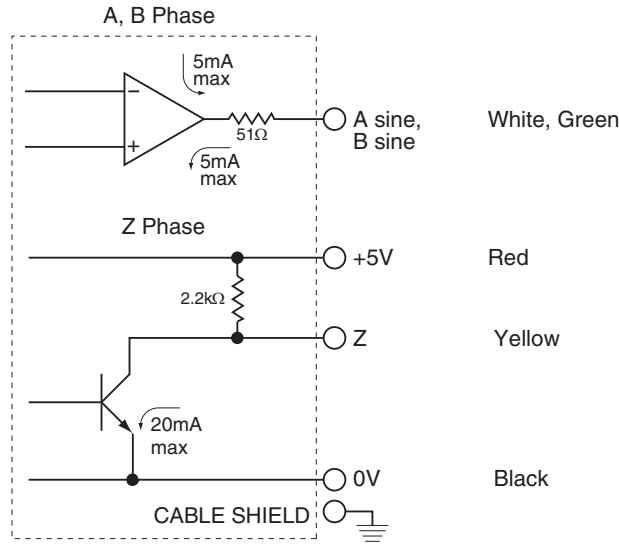 A, B Phase
5mA
max
−
+
51Ω
5mA
max
A sine,
B sine
White, Green
Z Phase
+5V
Red
2.2kΩ
Z
Yellow
20mA
max
0V
Black
CABLE SHIELD